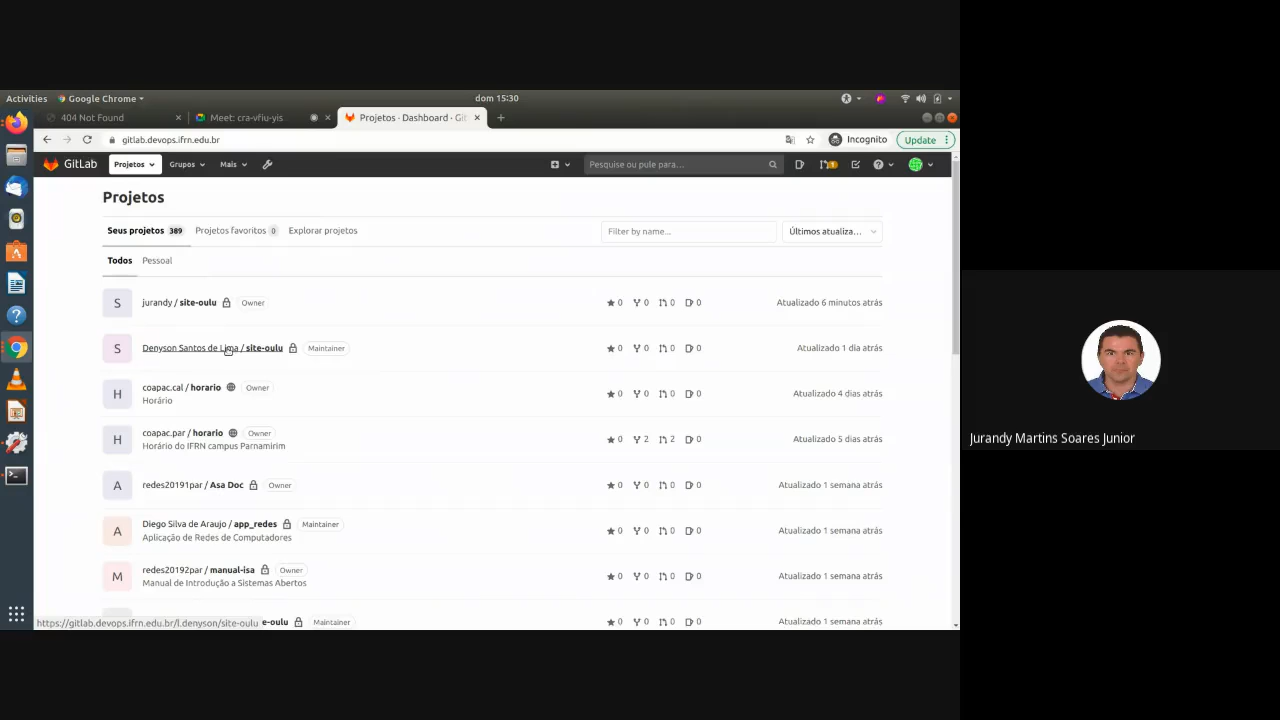 Activities Google Chrome dom 15:30
404 Not Found Meet: cra-vfiu-yis Projetos · Dashboard · Git
gitlab.devops.ifrn.edu.br Incognito Update
GitLab Projetos Grupos Mais Pesquise ou pule para... 1
Projetos
Seus projetos 389 Projetos favoritos 0 Explorar projetos Filter by name... Últimos atualiza...
Todos Pessoal
S jurandy / site-oulu Owner 0 0 0 0 Atualizado 6 minutos atrás
S Denyson Santos de Lima / site-oulu Maintainer 0 0 0 0 Atualizado 1 dia atrás
H coapac.cal / horario Owner 0 0 0 0 Atualizado 4 dias atrás
Horário
H coapac.par / horario Owner 0 2 2 0 Atualizado 5 dias atrás
Horário do IFRN campus Parnamirim
A redes20191par / Asa Doc Owner 0 0 0 0 Atualizado 1 semana atrás
A Diego Silva de Araujo / app_redes Maintainer 0 0 0 0 Atualizado 1 semana atrás
Aplicação de Redes de Computadores
M redes20192par / manual-isa Owner 0 0 0 0 Atualizado 1 semana atrás
Manual de Introdução a Sistemas Abertos
e-oulu Maintainer 0 0 0 0 Atualizado 1 semana atrás
https://gitlab.devops.ifrn.edu.br/l.denyson/site-oulu
Jurandy Martins Soares Junior